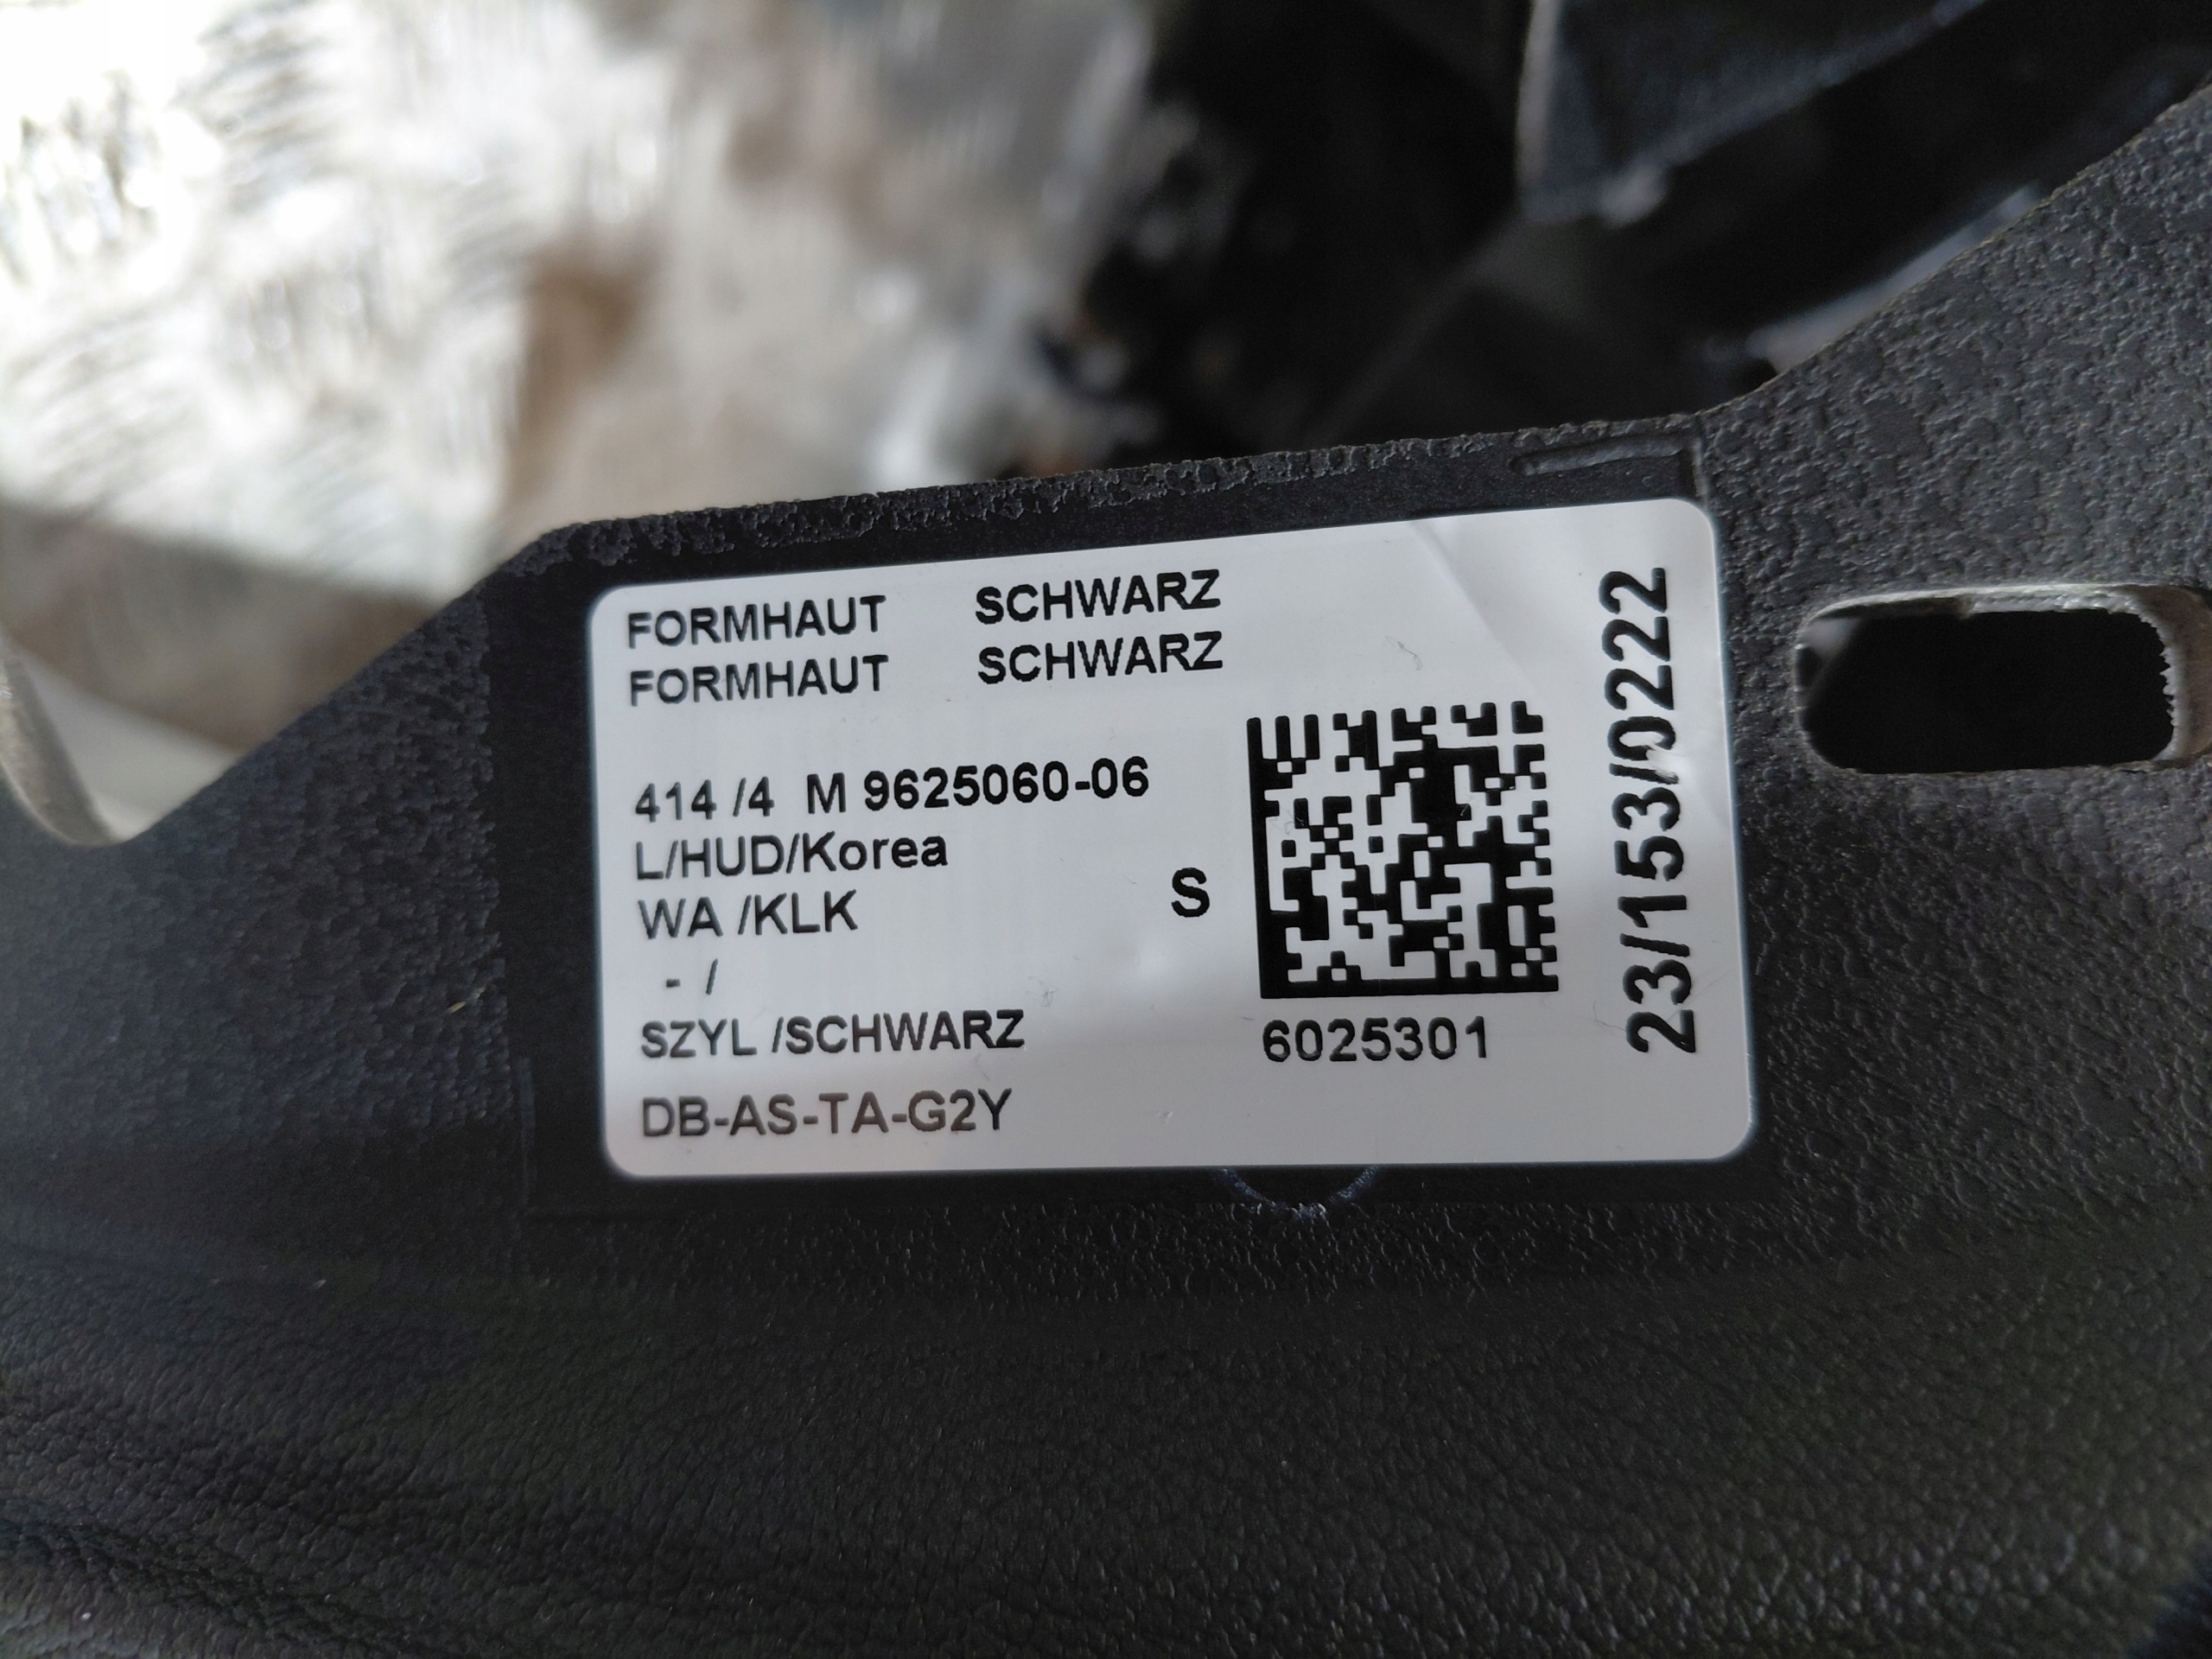 FORMHAUT SCHWARZ
FORMHAUT SCHWARZ
414 /4 M 9625060-06
L/HUD/Korea
WA /KLK S
- /
SZYL /SCHWARZ
6025301
DB-AS-TA-G2Y
23/153/0222